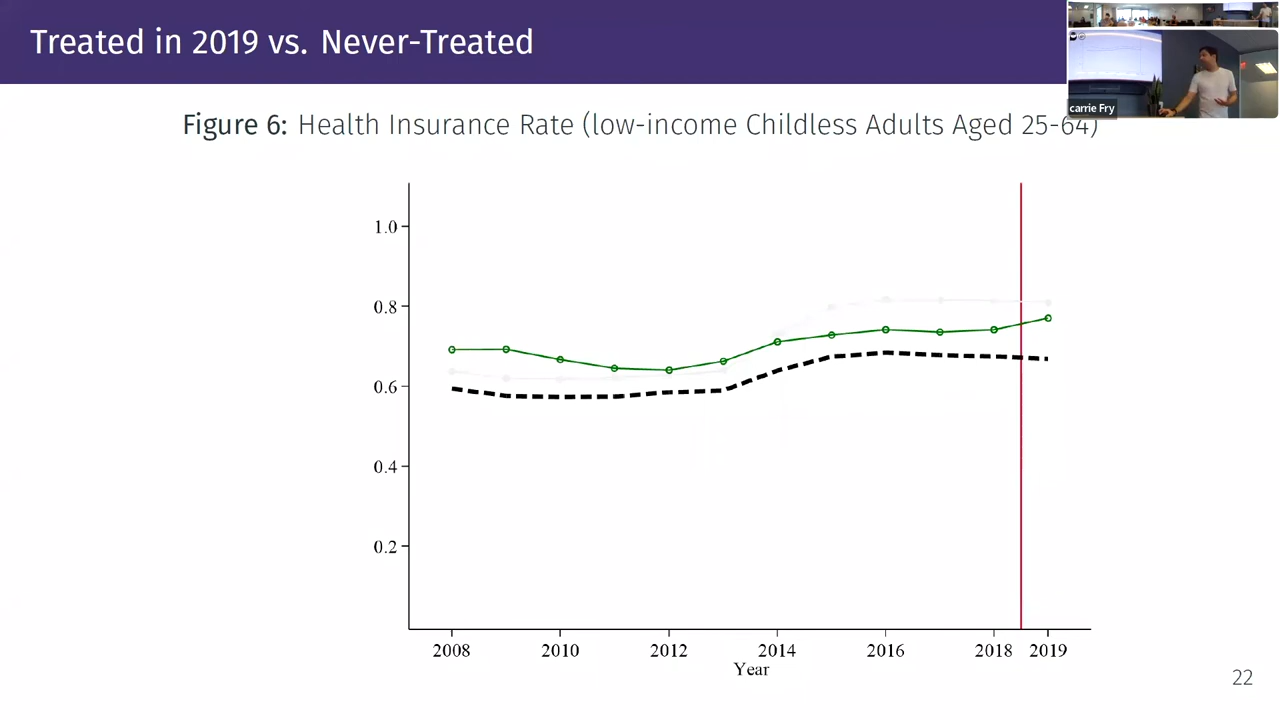 Treated in 2019 vs. Never-Treated
carrie Fry
Figure 6: Health Insurance Rate (low-income Childless Adults Aged 25-64)
1.0
0.8
0.6
0.4
0.2
2008 2010 2012 2014 2016 2018 2019
Year
22